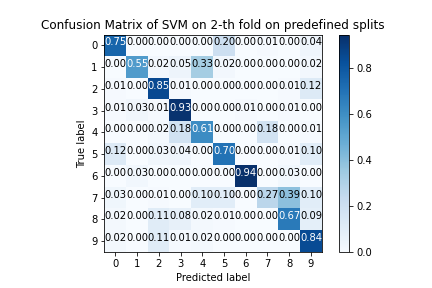 Confusion Matrix of SVM on 2-th fold on predefined splits
0 0.75 0.00 0.00 0.00 0.00 0.20 0.00 0.01 0.00 0.04
1 0.00 0.55 0.02 0.05 0.33 0.02 0.00 0.00 0.00 0.02
2 0.01 0.00 0.85 0.01 0.00 0.00 0.00 0.00 0.00 0.12
3 0.01 0.03 0.01 0.93 0.00 0.01 0.00 0.01 0.01 0.00
4 0.00 0.00 0.02 0.18 0.61 0.00 0.00 0.18 0.00 0.01
5 0.12 0.00 0.03 0.04 0.00 0.70 0.00 0.00 0.01 0.10
6 0.00 0.03 0.00 0.00 0.00 0.00 0.94 0.00 0.03 0.00
7 0.03 0.00 0.01 0.00 0.10 0.10 0.00 0.27 0.39 0.10
8 0.02 0.00 0.11 0.08 0.02 0.01 0.00 0.00 0.67 0.09
9 0.02 0.00 0.11 0.01 0.02 0.00 0.00 0.00 0.00 0.84
0 1 2 3 4 5 6 7 8 9
Predicted label
True label
0.8
0.6
0.4
0.2
0.0